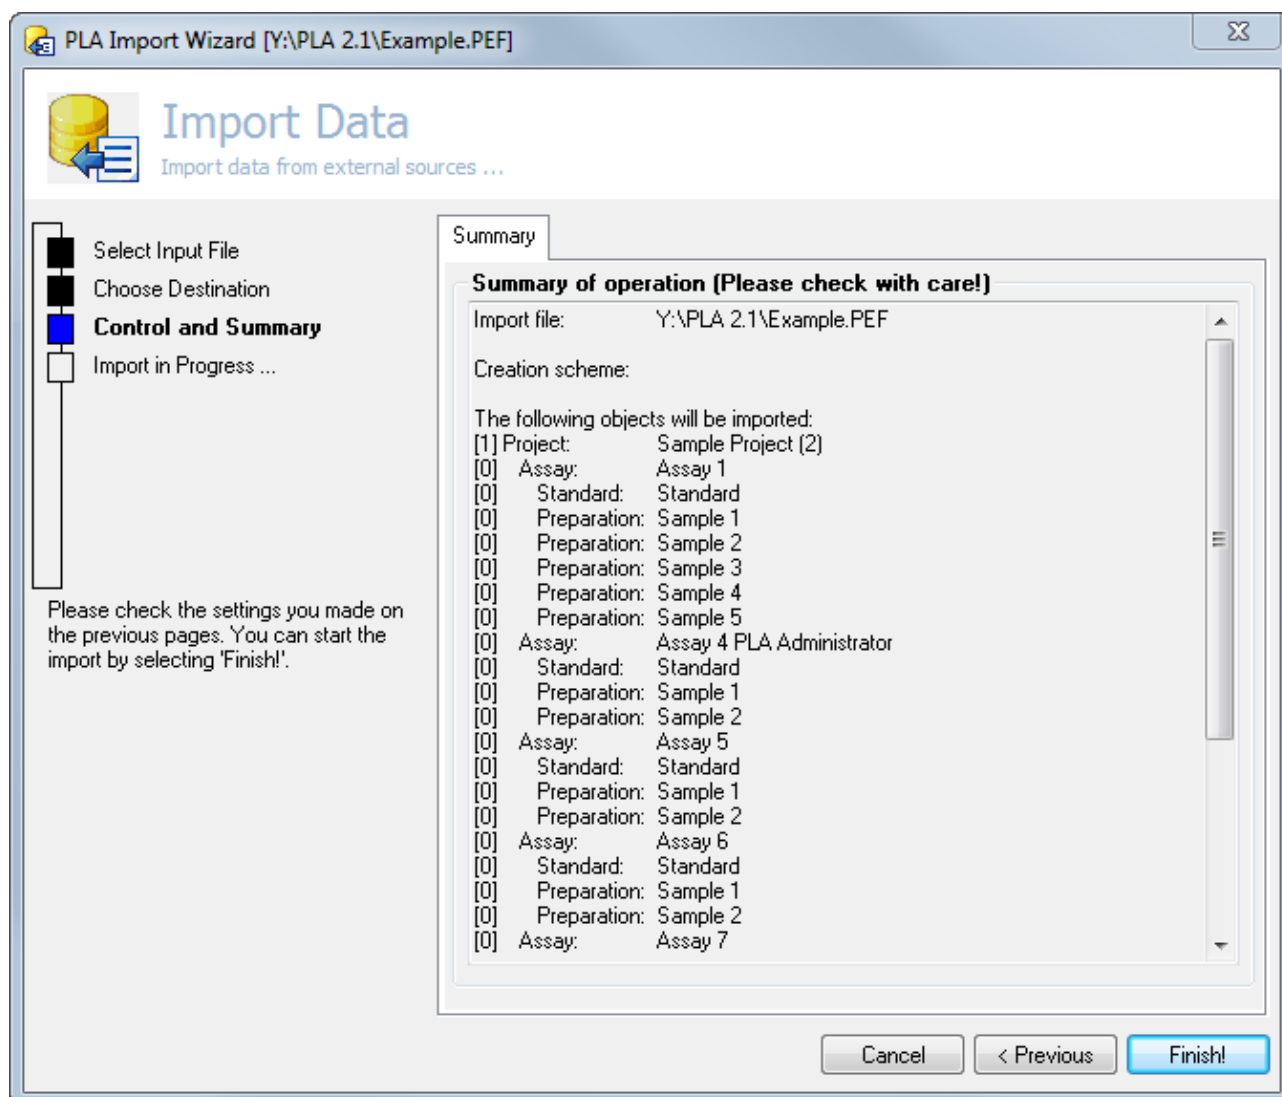 PLA Import Wizard [Y:\PLA 2.1\Example.PEF]
Import Data
Import data from external sources ...
Select Input File
Choose Destination
Control and Summary
Import in Progress ...
Please check the settings you made on
the previous pages. You can start the
import by selecting 'Finish!'.
Summary
Summary of operation (Please check with care!)
Import file: Y:\PLA 2.1\Example.PEF
Creation scheme:
The following objects will be imported:
[1] Project: Sample Project (2)
[0] Assay: Assay 1
[0] Standard: Standard
[0] Preparation: Sample 1
[0] Preparation: Sample 2
[0] Preparation: Sample 3
[0] Preparation: Sample 4
[0] Preparation: Sample 5
[0] Assay: Assay 4 PLA Administrator
[0] Standard: Standard
[0] Preparation: Sample 1
[0] Preparation: Sample 2
[0] Assay: Assay 5
[0] Standard: Standard
[0] Preparation: Sample 1
[0] Preparation: Sample 2
[0] Assay: Assay 6
[0] Standard: Standard
[0] Preparation: Sample 1
[0] Preparation: Sample 2
[0] Assay: Assay 7
Cancel
< Previous
Finish!